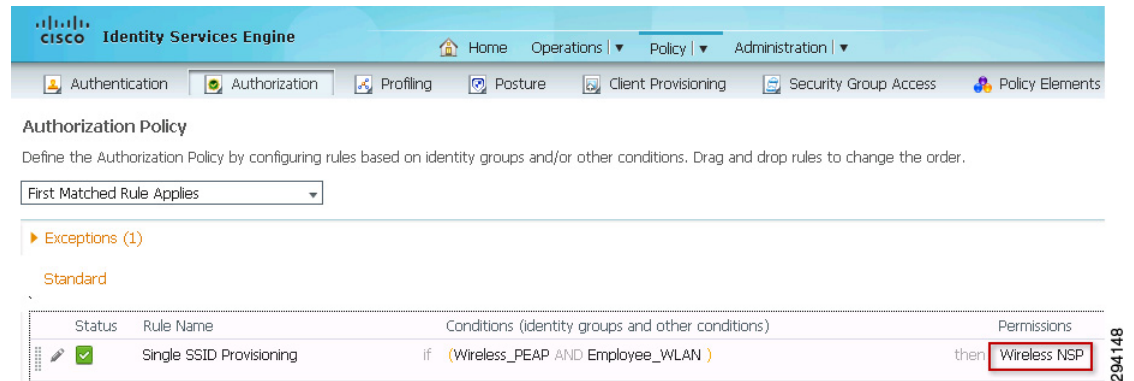 CISCO Identity Services Engine
Home Operations | ▼ Policy | ▼ Administration | ▼
Authentication Authorization Profiling Posture Client Provisioning Security Group Access Policy Elements
Authorization Policy
Define the Authorization Policy by configuring rules based on identity groups and/or other conditions. Drag and drop rules to change the order.
First Matched Rule Applies
Exceptions (1)
Standard
Status Rule Name Conditions (identity groups and other conditions) Permissions
Single SSID Provisioning if (Wireless_PEAP AND Employee_WLAN ) then Wireless NSP
294148